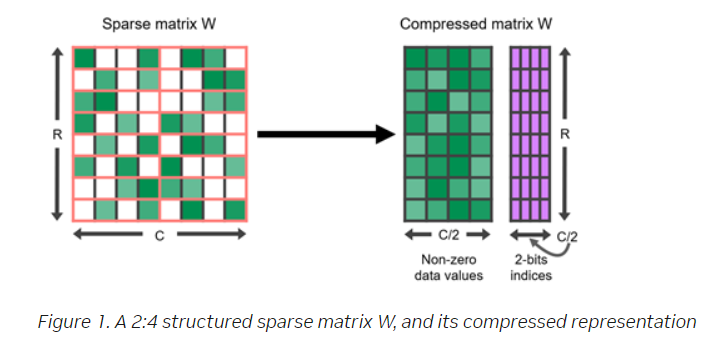 Sparse matrix W
Compressed matrix W
R
R
C
C/2
C/2
Non-zero
data values
2-bits
indices
Figure 1. A 2:4 structured sparse matrix W, and its compressed representation